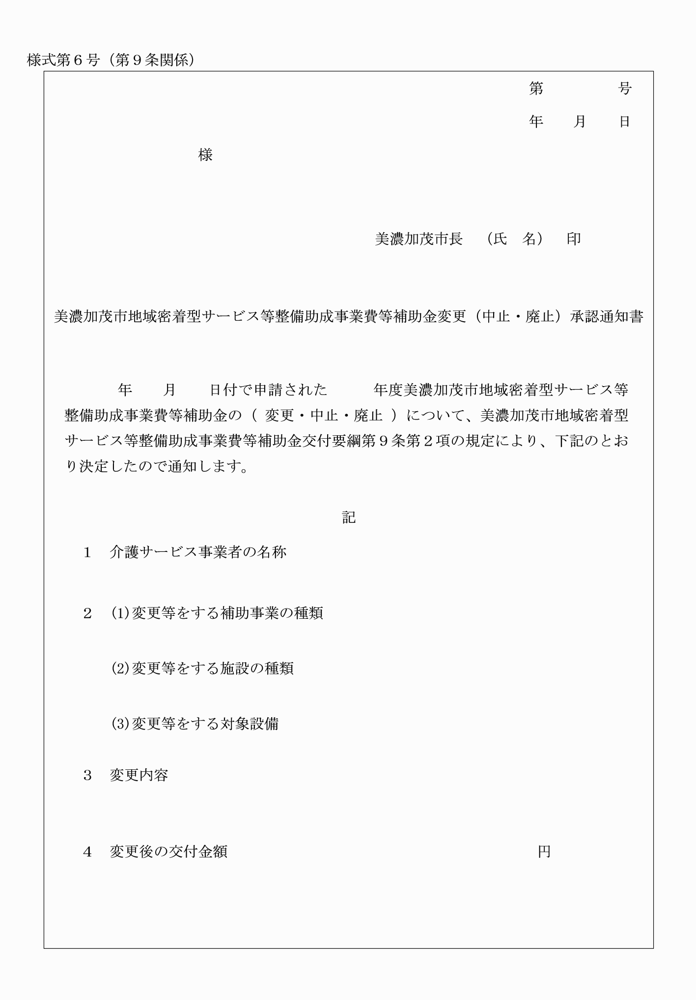 様式第６号（第９条関係）
第　　　　　号
年　　月　　日
様
美濃加茂市長　（氏　名）　印
美濃加茂市地域密着型サービス等整備助成事業費等補助金変更（中止・廃止）承認通知書
年　　月　　日付で申請された　　　年度美濃加茂市地域密着型サービス等
整備助成事業費等補助金の（ 変更・中止・廃止 ）について、美濃加茂市地域密着型
サービス等整備助成事業費等補助金交付要綱第９条第２項の規定により、下記のとお
り決定したので通知します。
記
１　介護サービス事業者の名称
２　(1)変更等をする補助事業の種類
(2)変更等をする施設の種類
(3)変更等をする対象設備
３　変更内容
４　変更後の交付金額　　　　　　　　　　円